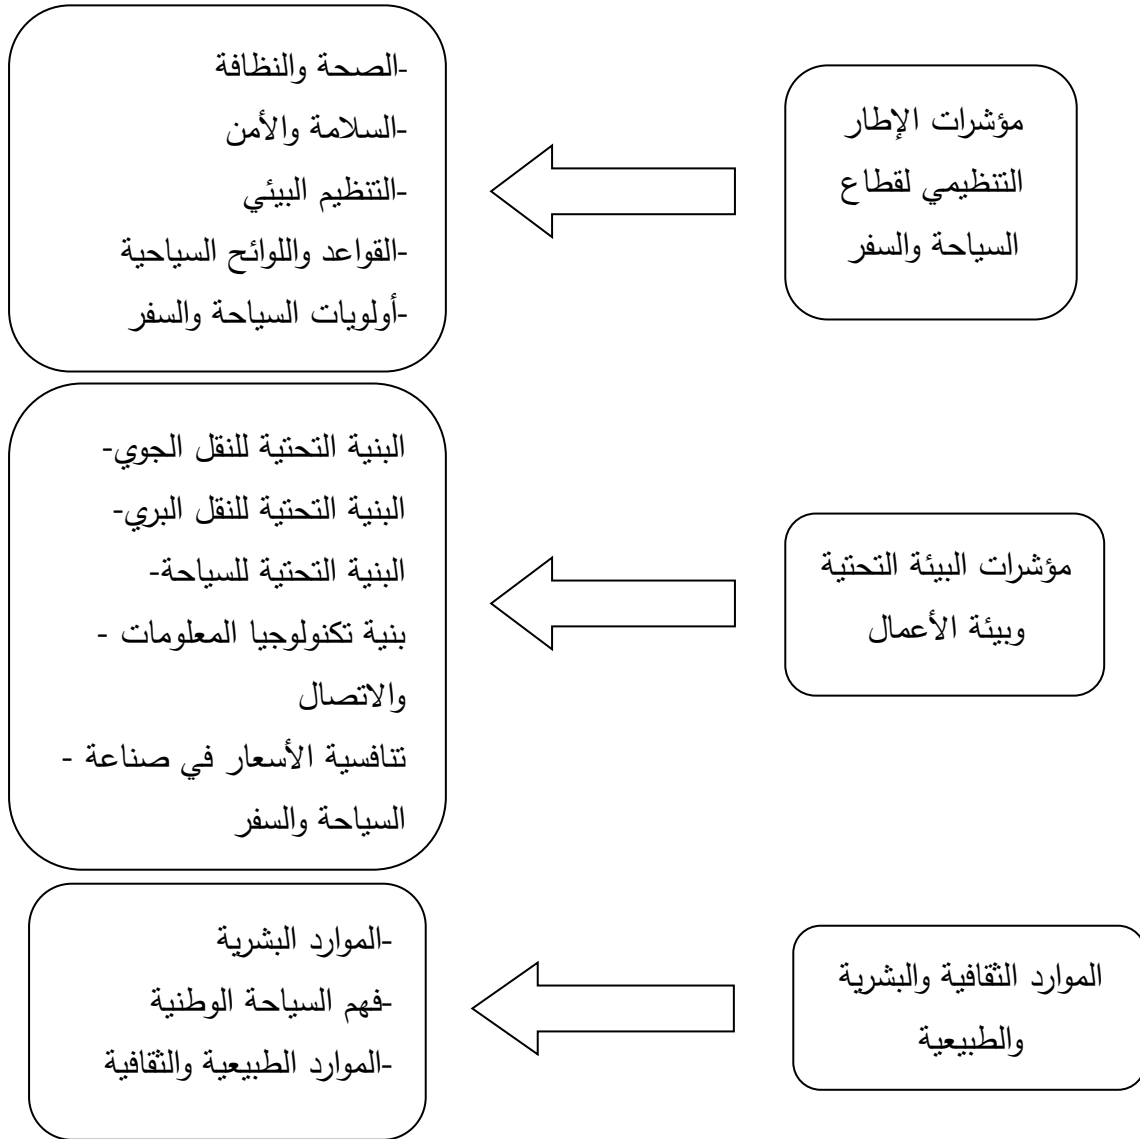 مؤشرات الإطار
التنظيمي لقطاع
السياحة والسفر
-الصحة والنظافة
-السلامة والأمن
-التنظيم البيئي
-القواعد واللوائح السياحية
-أولويات السياحة والسفر
مؤشرات البيئة التحتية
وبيئة الأعمال
البنية التحتية للنقل الجوي-
البنية التحتية للنقل البري-
البنية التحتية للسياحة-
بنية تكنولوجيا المعلومات -
والاتصال
تنافسية الأسعار في صناعة -
السياحة والسفر
الموارد الثقافية والبشرية
والطبيعية
-الموارد البشرية
-فهم السياحة الوطنية
-الموارد الطبيعية والثقافية